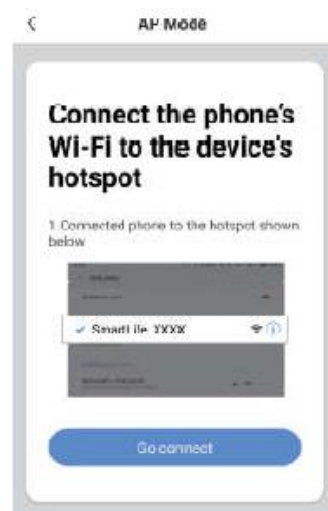 AP Mode
Connect the phone's
Wi-Fi to the device's
hotspot
1 Connected phone to the hotspot shown
below
SmartLife XXXX
Go connect